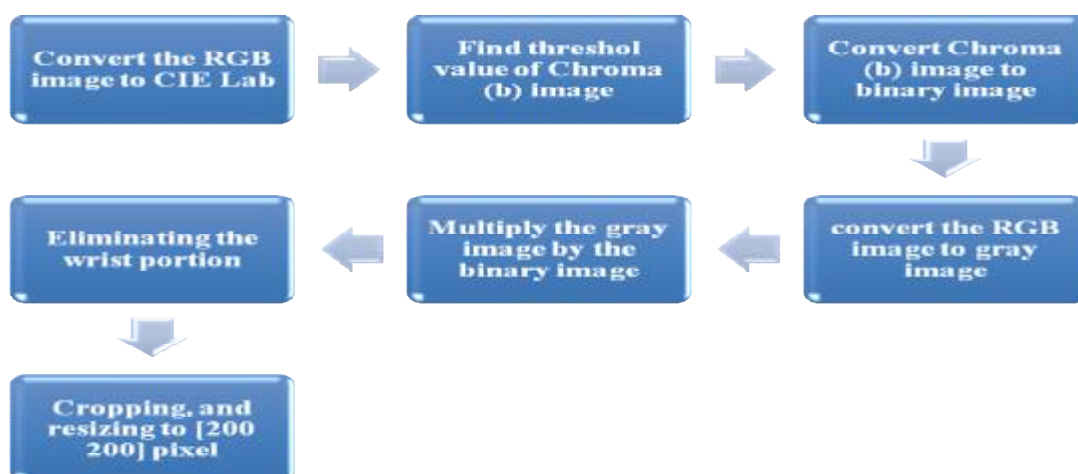 Convert the RGB
image to CIE Lab
Find threshol
value of Chroma
(b) image
Convert Chroma
(b) image to
binary image
convert the RGB
image to gray
image
Multiply the gray
image by the
binary image
Eliminating the
wrist portion
Cropping, and
resizing to [200
200] pixel